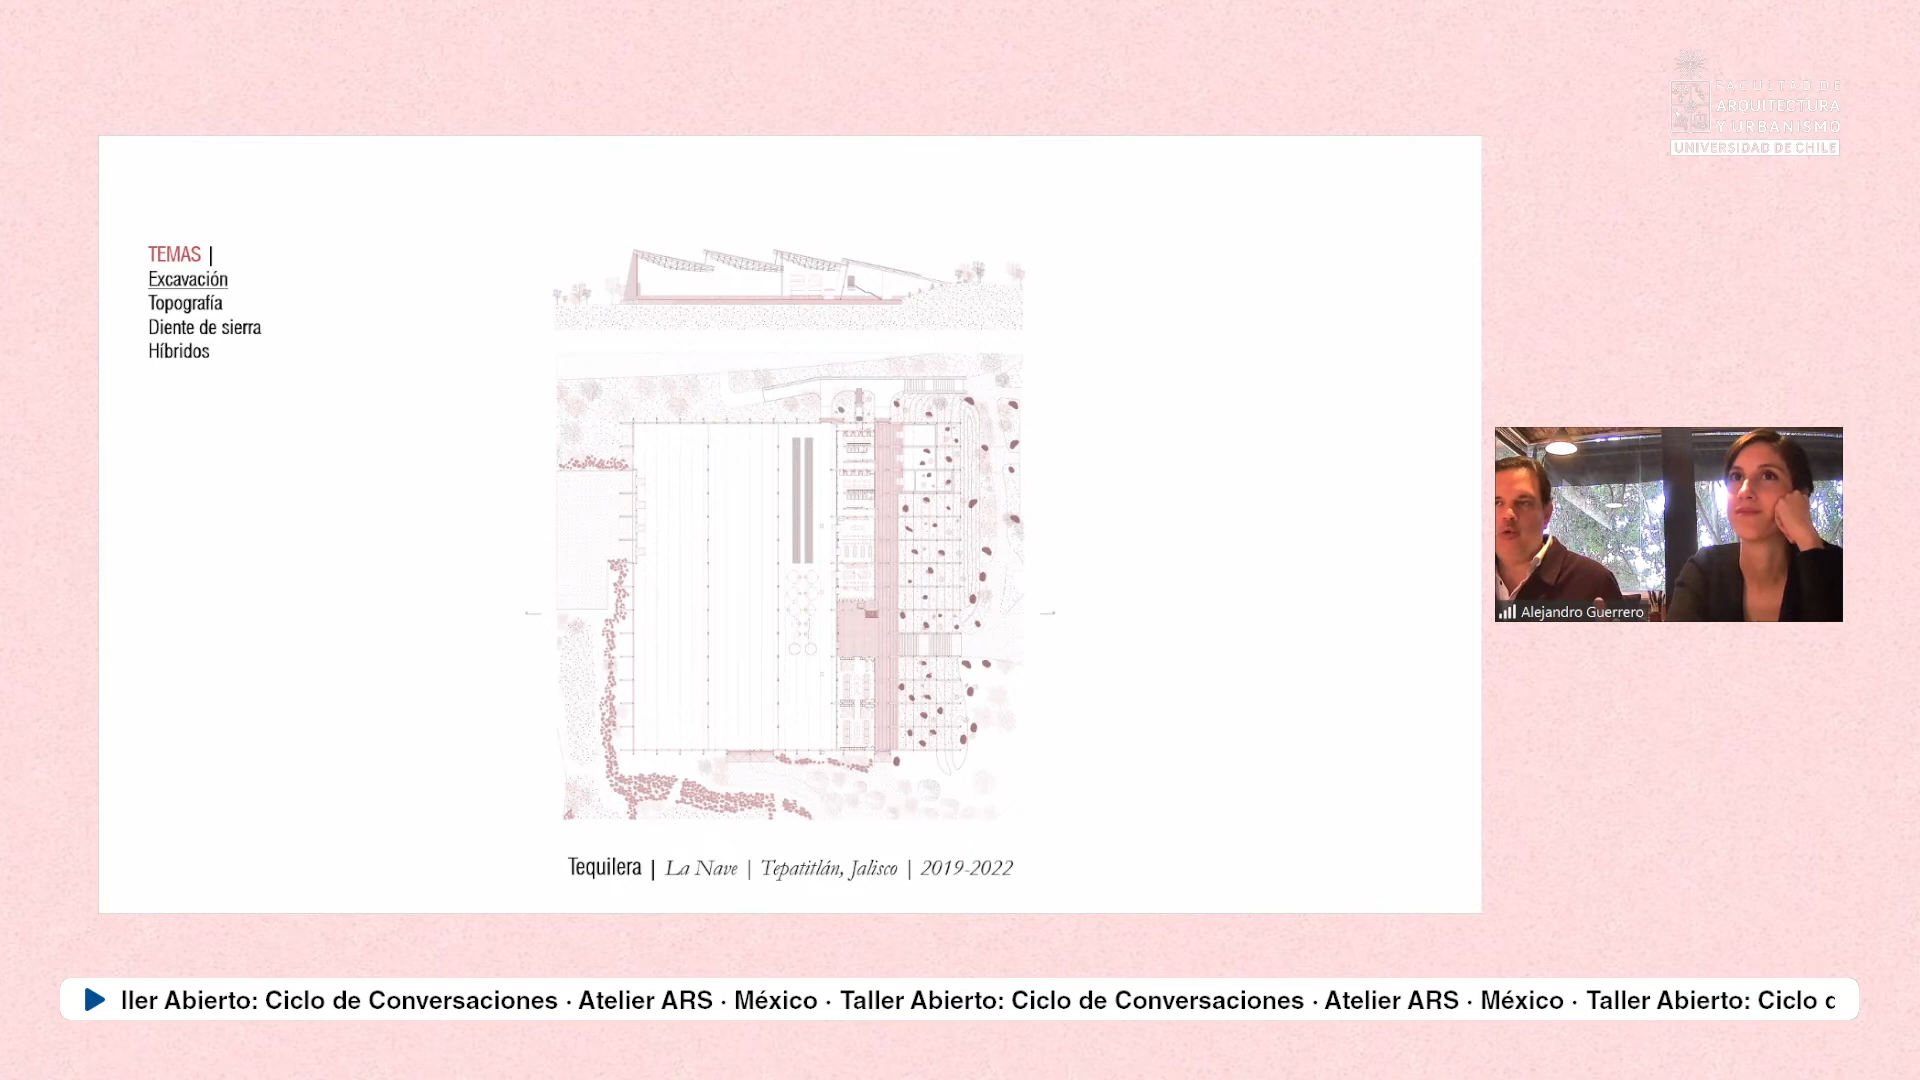 FACULTAD DE
ARQUITECTURA
Y URBANISMO
UNIVERSIDAD DE CHILE
TEMAS |
Excavación
Topografía
Diente de sierra
Híbridos
Tequilera | La Nave | Tepatitlán, Jalisco | 2019-2022
Alejandro Guerrero
ller Abierto: Ciclo de Conversaciones · Atelier ARS · México · Taller Abierto: Ciclo de Conversaciones · Atelier ARS · México · Taller Abierto: Ciclo c